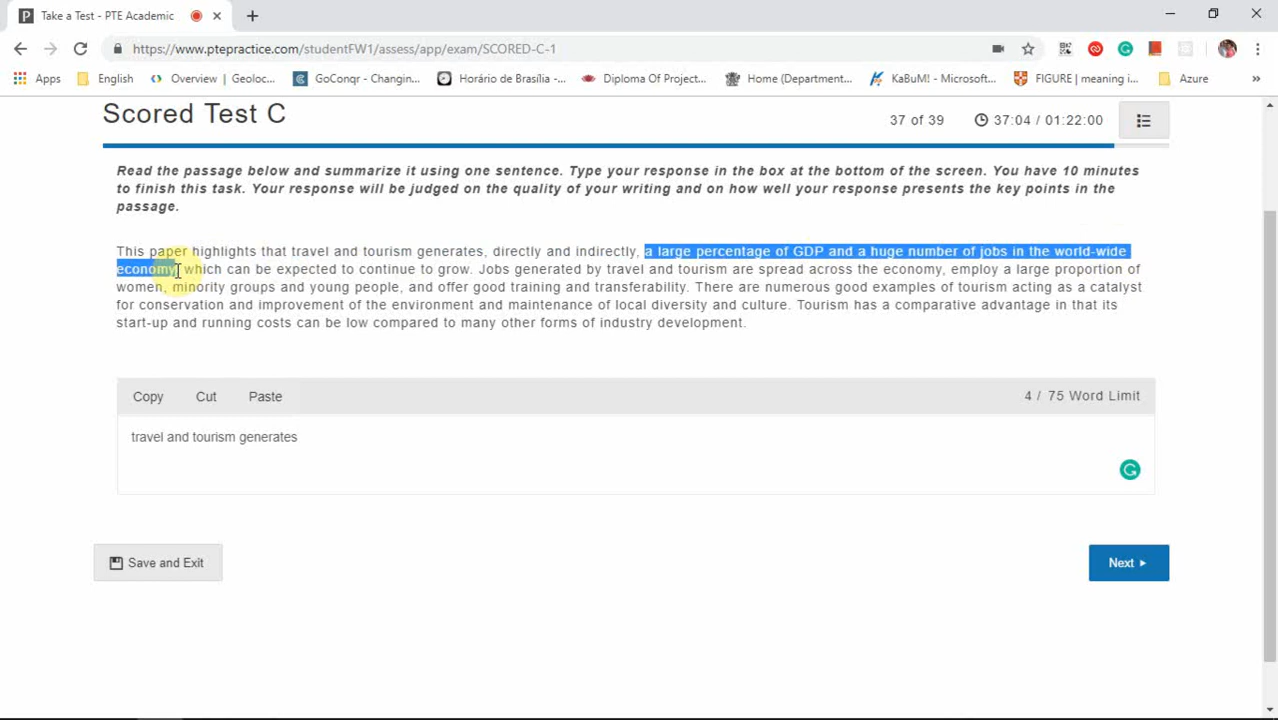 Take a Test - PTE Academic
https://www.ptepractice.com/studentFW1/assess/app/exam/SCORED-C-1
Apps English Overview | Geoloc... GoConqr - Changin... Horário de Brasília -... Diploma Of Project... Home (Department... KaBuM! - Microsoft... FIGURE | meaning i... Azure »
Scored Test C
37 of 39 37:04 / 01:22:00
Read the passage below and summarize it using one sentence. Type your response in the box at the bottom of the screen. You have 10 minutes
to finish this task. Your response will be judged on the quality of your writing and on how well your response presents the key points in the
passage.
This paper highlights that travel and tourism generates, directly and indirectly, a large percentage of GDP and a huge number of jobs in the world-wide
economy, which can be expected to continue to grow. Jobs generated by travel and tourism are spread across the economy, employ a large proportion of
women, minority groups and young people, and offer good training and transferability. There are numerous good examples of tourism acting as a catalyst
for conservation and improvement of the environment and maintenance of local diversity and culture. Tourism has a comparative advantage in that its
start-up and running costs can be low compared to many other forms of industry development.
Copy Cut Paste 4 / 75 Word Limit
travel and tourism generates
Save and Exit Next